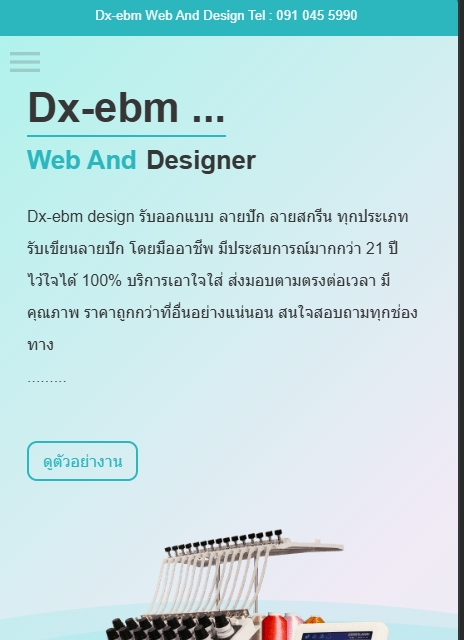 Dx-ebm Web And Design Tel : 091 045 5990
Dx-ebm ...
Web And Designer
Dx-ebm design รับออกแบบ ลายปัก ลายสกรีน ทุกประเภท
รับเขียนลายปัก โดยมืออาชีพ มีประสบการณ์มากกว่า 21 ปี
ไว้ใจได้ 100% บริการเอาใจใส่ ส่งมอบตามตรงต่อเวลา มี
คุณภาพ ราคาถูกกว่าที่อื่นอย่างแน่นอน สนใจสอบถามทุกช่อง
ทาง
.........
ดูตัวอย่างาน